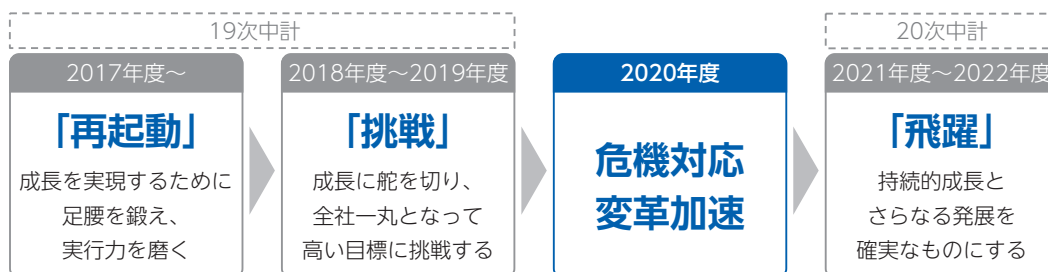 19次中計
2017年度～
「再起動」
成長を実現するために
足腰を鍛え、
実行力を磨く
2018年度～2019年度
「挑戦」
成長に舵を切り、
全社一丸となって
高い目標に挑戦する
2020年度
危機対応
変革加速
20次中計
2021年度～2022年度
「飛躍」
持続的成長と
さらなる発展を
確実なものにする